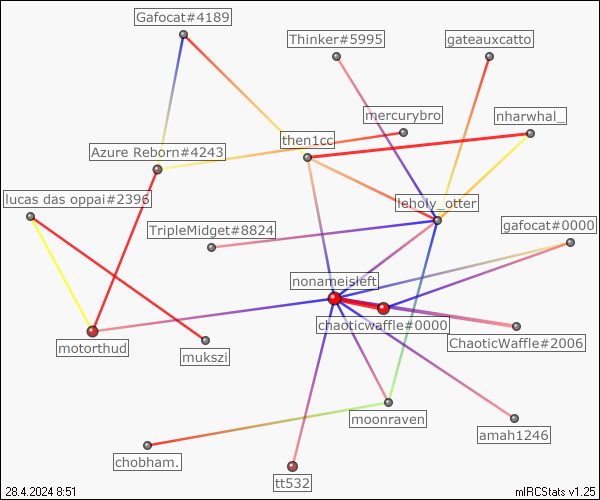 Gafocat#4189
Thinker#5995
gateauxcatto
mercurybro
nharwhal_
then1cc
Azure Reborn#4243
lucas das oppai#2396
leholy_otter
gafocat#0000
TripleMidget#8824
nonameisleft
chaoticwaffle#0000
ChaoticWaffle#2006
motorthud
mukszi
moonraven
amah1246
chobham.
tt532
28.4.2024 8:51
mIRCStats v1.25